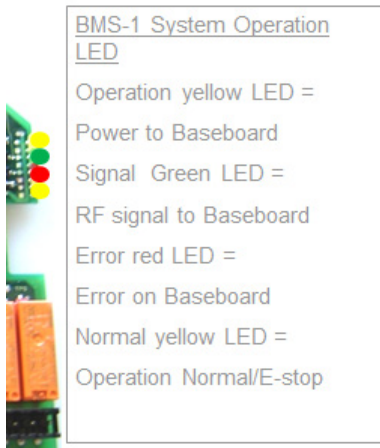 BMS-1 System Operation
LED
Operation yellow LED =
Power to Baseboard
Signal Green LED =
RF signal to Baseboard
Error red LED =
Error on Baseboard
Normal yellow LED =
Operation Normal/E-stop